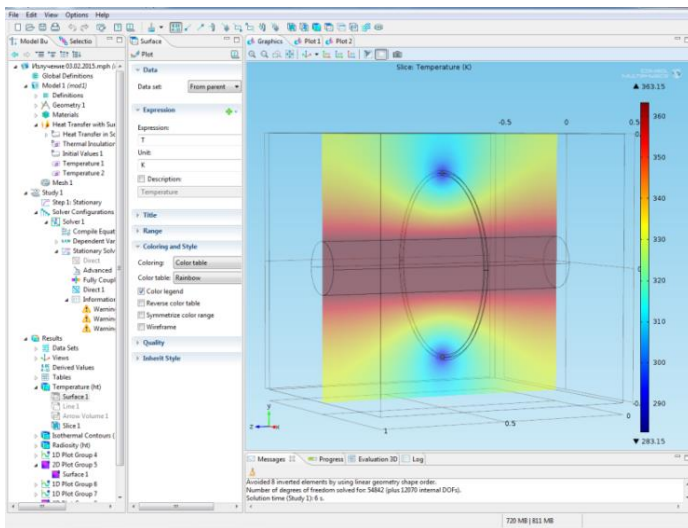 File Edit View Options Help
Model Bu
Selectio
Излучение 03.02.2015.mph (
Global Definitions
Model 1 (mod1)
Definitions
Geometry 1
Materials
Heat Transfer with Sur
Heat Transfer in So
Thermal Insulation
Initial Values 1
Temperature 1
Temperature 2
Mesh 1
Study 1
Step 1: Stationary
Solver Configurations
Solver 1
Compile Equat
Dependent Var
Stationary Solv
Direct
Advanced
Fully Coupl
Direct 1
Information
Warnin
Warnin
Warnin
Results
Data Sets
Views
Derived Values
Tables
Temperature (ht)
Surface 1
Line 1
Arrow Volume 1
Slice 1
Isothermal Contours (
Radiosity (ht)
1D Plot Group 4
2D Plot Group 5
Surface 1
1D Plot Group 6
1D Plot Group 7
Surface
Plot
Data
Data set: From parent
Expression
Expression:
T
Unit:
K
Description:
Temperature
Title
Range
Coloring and Style
Coloring: Color table
Color table: Rainbow
Color legend
Reverse color table
Symmetrize color range
Wireframe
Quality
Inherit Style
Graphics Plot 1 Plot 2
Slice: Temperature (K)
COMSOL
MULTIPHYSICS
▲ 363.15
-0.5 0 0.5
360
350
340
330
320
310
300
290
▼ 283.15
0
0.5
1
y
z x
Messages Progress Evaluation 3D Log
Avoided 8 inverted elements by using linear geometry shape order.
Number of degrees of freedom solved for: 54842 (plus 12070 internal DOFs).
Solution time (Study 1): 6 s.
720 MB | 811 MB